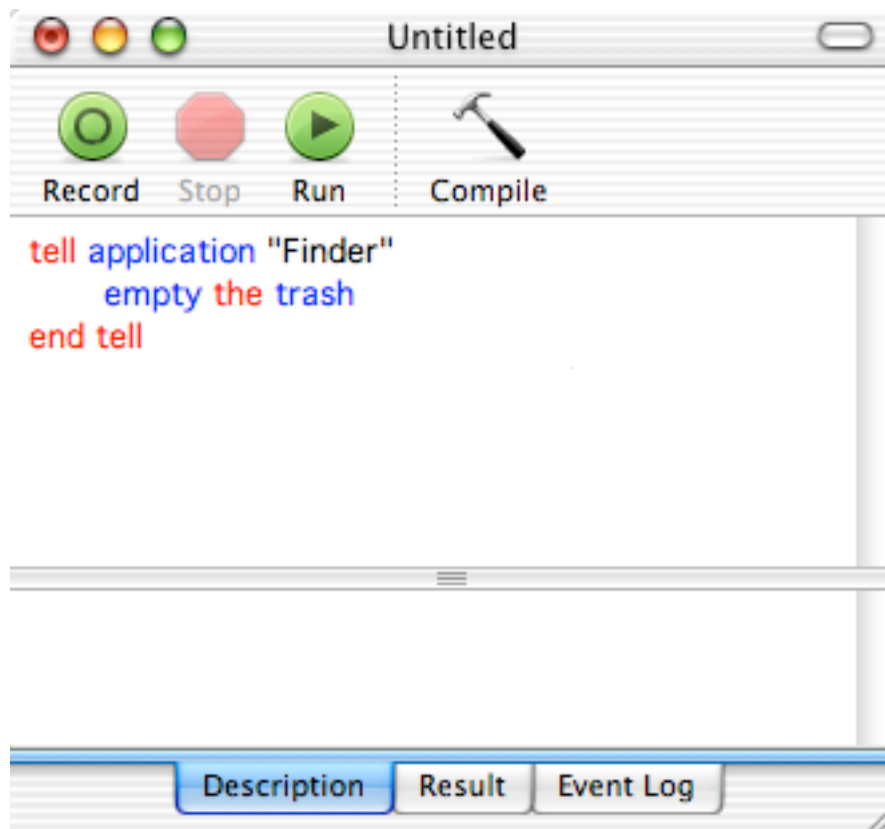 Untitled
Record Stop Run Compile
tell application "Finder"
empty the trash
end tell
Description Result Event Log